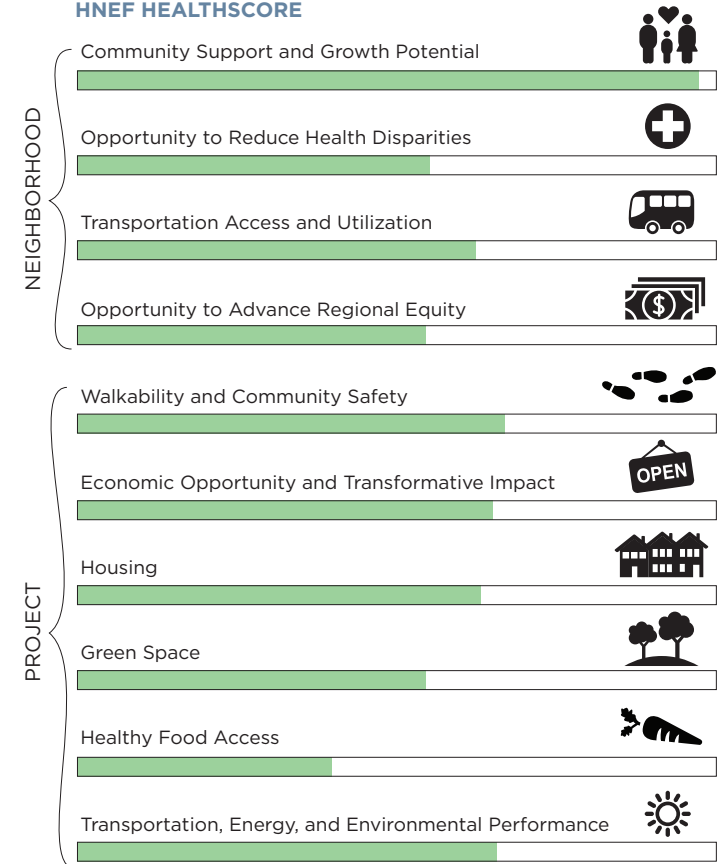 HNEF HEALTHSCORE
NEIGHBORHOOD
Community Support and Growth Potential
Opportunity to Reduce Health Disparities
Transportation Access and Utilization
Opportunity to Advance Regional Equity
$
PROJECT
Walkability and Community Safety
Economic Opportunity and Transformative Impact
OPEN
Housing
Green Space
Healthy Food Access
Transportation, Energy, and Environmental Performance